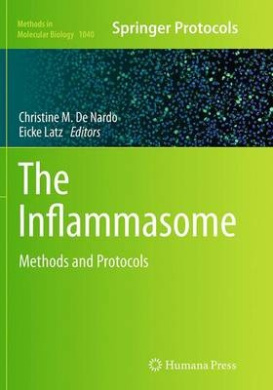 Methods in
Molecular Biology 1040
Springer Protocols
Christine M. De Nardo
Eicke Latz Editors
The
Inflammasome
Methods and Protocols
Humana Press